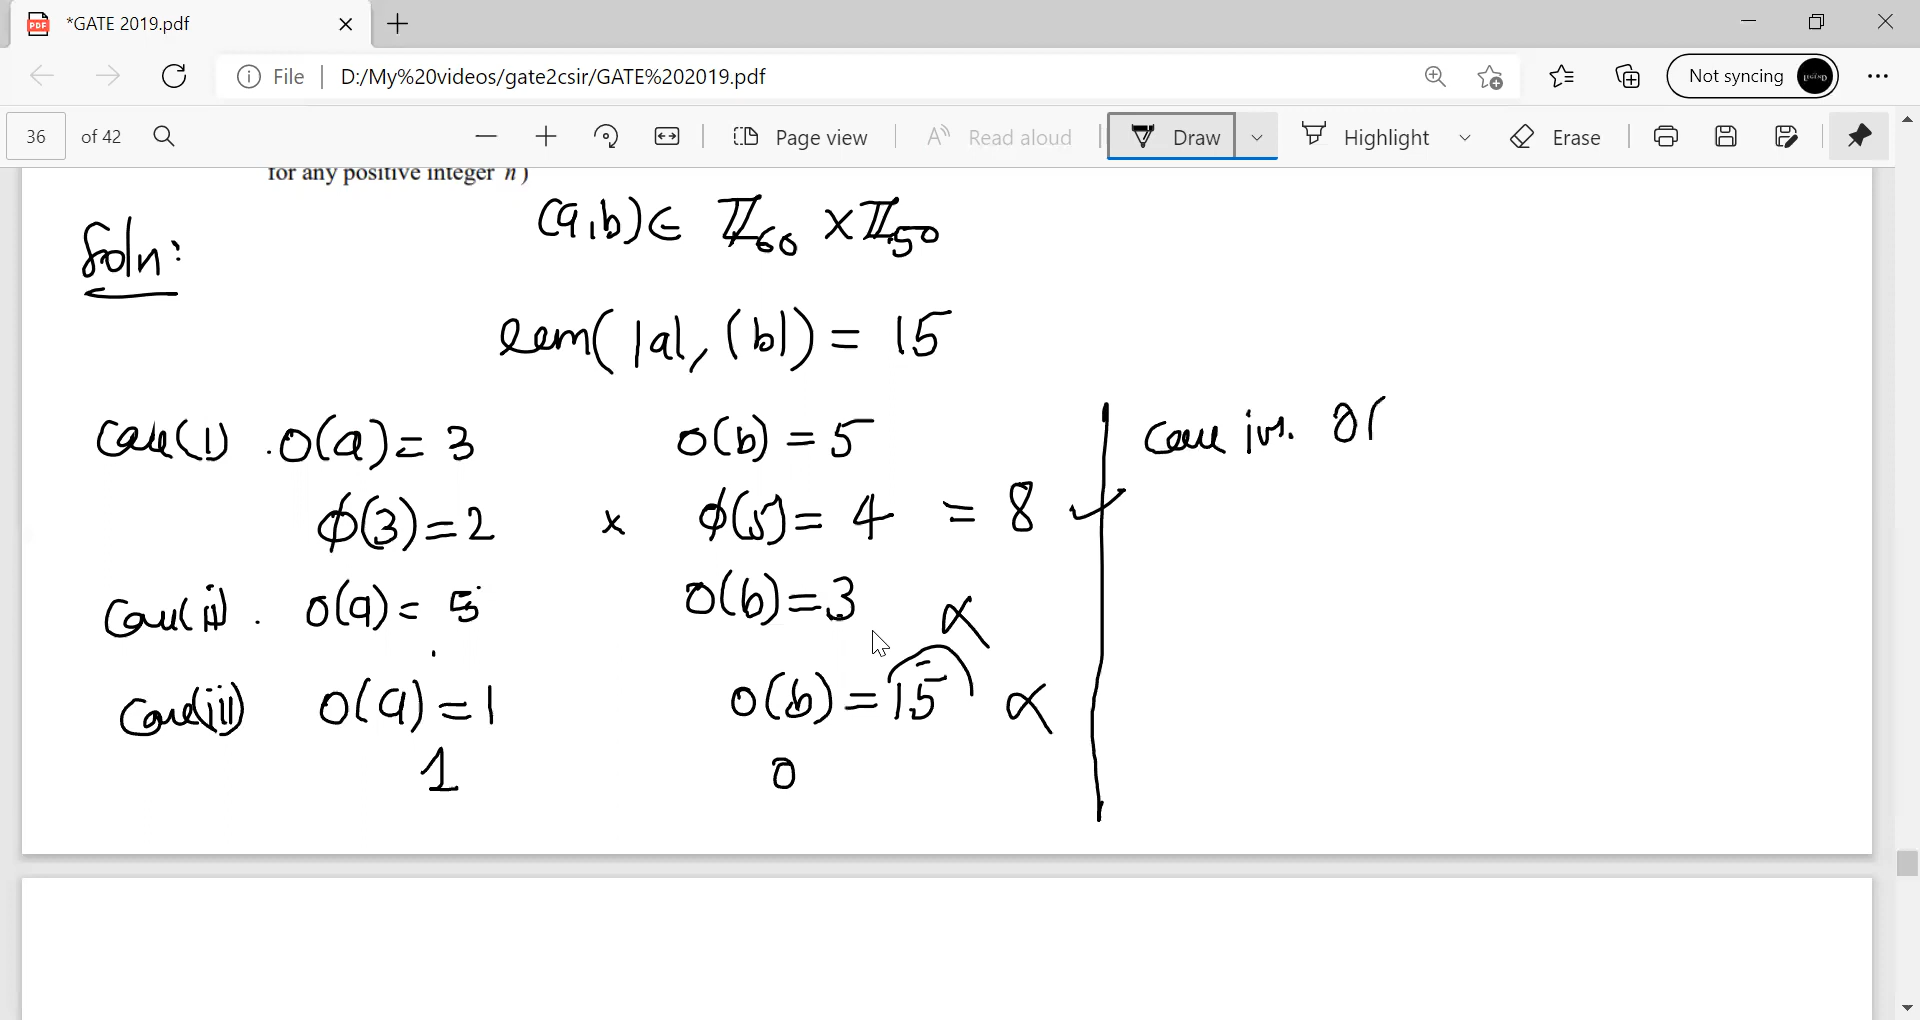 *GATE 2019.pdf
File | D:/My%20videos/gate2csir/GATE%202019.pdf
Not syncing
36 of 42
Page view
Read aloud
Draw
Highlight
Erase
for any positive integer n)
Soln:
(a,b)∈ ℤ60 × ℤ50
lcm( |a|, (b|) = 15
Case(i) . O(a) = 3 O(b) = 5
ϕ(3) = 2 × ϕ(5) = 4 = 8 ✓
Case(ii) . O(a) = 5 O(b) = 3
Case(iii) O(a) = 1 O(b) = 15
1 0
Case iv). O(